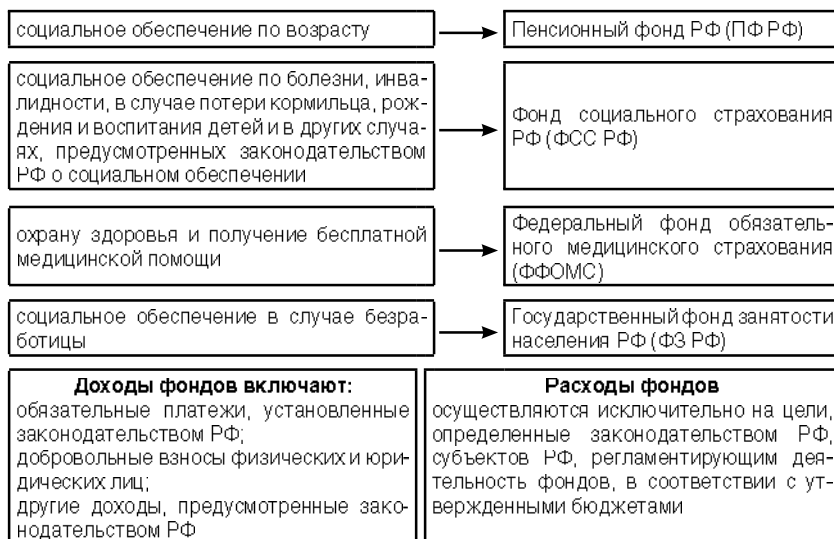 социальное обеспечение по возрасту
Пенсионный фонд РФ (ПФ РФ)
социальное обеспечение по болезни, инва-
лидности, в случае потери кормильца, рож-
дения и воспитания детей и в других случа-
ях, предусмотренных законодательством
РФ о социальном обеспечении
Фонд социального страхования
РФ (ФСС РФ)
охрану здоровья и получение бесплатной
медицинской помощи
Федеральный фонд обязатель-
ного медицинского страхования
(ФФОМС)
социальное обеспечение в случае безра-
ботицы
Государственный фонд занятости
населения РФ (ФЗ РФ)
Доходы фондов включают:
обязательные платежи, установленные
законодательством РФ;
добровольные взносы физических и юри-
дических лиц;
другие доходы, предусмотренные зако-
нодательством РФ
Расходы фондов
осуществляются исключительно на цели,
определенные законодательством РФ,
субъектов РФ, регламентирующим дея-
тельность фондов, в соответствии с ут-
вержденными бюджетами